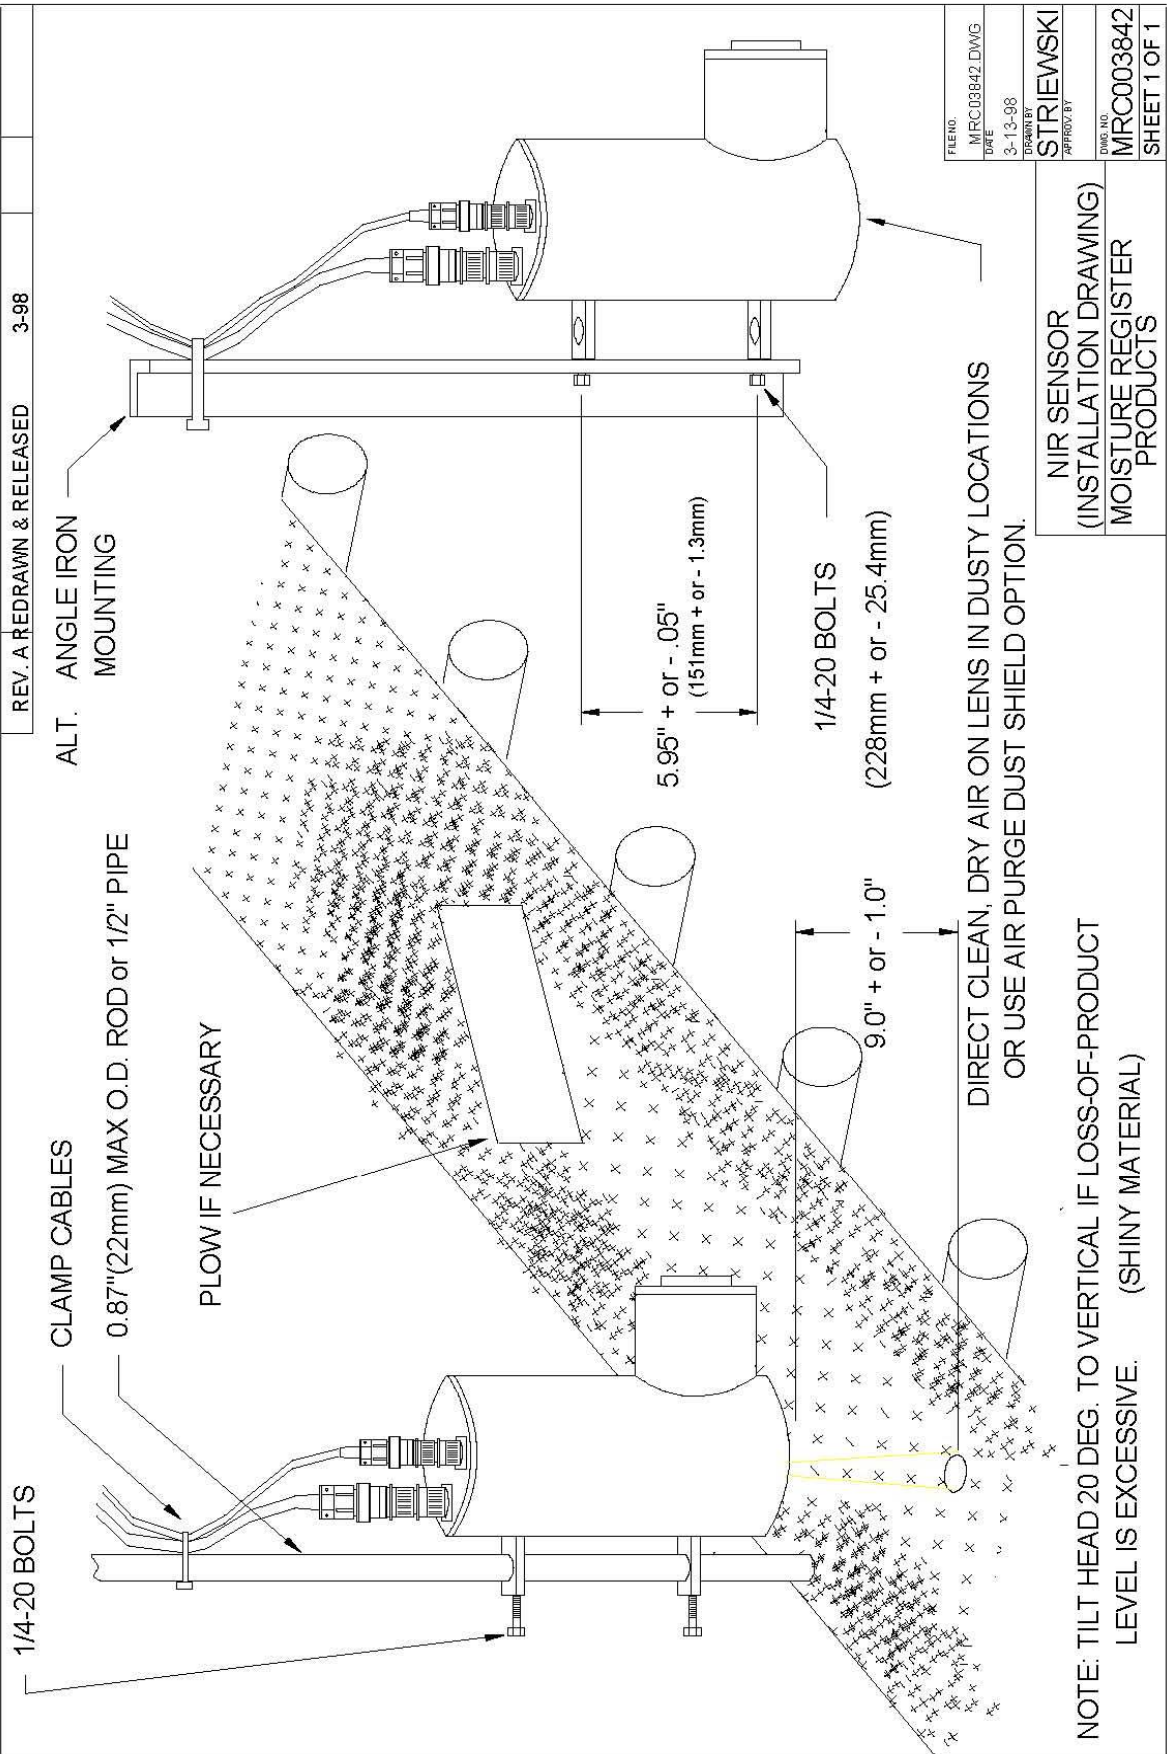 REV. A REDRAWN & RELEASED 3-98
1/4-20 BOLTS
CLAMP CABLES
0.87"(22mm) MAX O.D. ROD or 1/2" PIPE
PLOW IF NECESSARY
ALT. ANGLE IRON
MOUNTING
5.95" + or - .05"
(151mm + or - 1.3mm)
1/4-20 BOLTS
9.0" + or - 1.0"
(228mm + or - 25.4mm)
DIRECT CLEAN, DRY AIR ON LENS IN DUSTY LOCATIONS
OR USE AIR PURGE DUST SHIELD OPTION.
NOTE: TILT HEAD 20 DEG. TO VERTICAL IF LOSS-OF-PRODUCT
LEVEL IS EXCESSIVE. (SHINY MATERIAL)
NIR SENSOR
(INSTALLATION DRAWING)
MOISTURE REGISTER
PRODUCTS
FILE NO.
MRC03842.DWG
DATE
3-13-98
DRAWN BY
STRIEWSKI
APPROV. BY
DWG. NO.
MRC003842
SHEET 1 OF 1